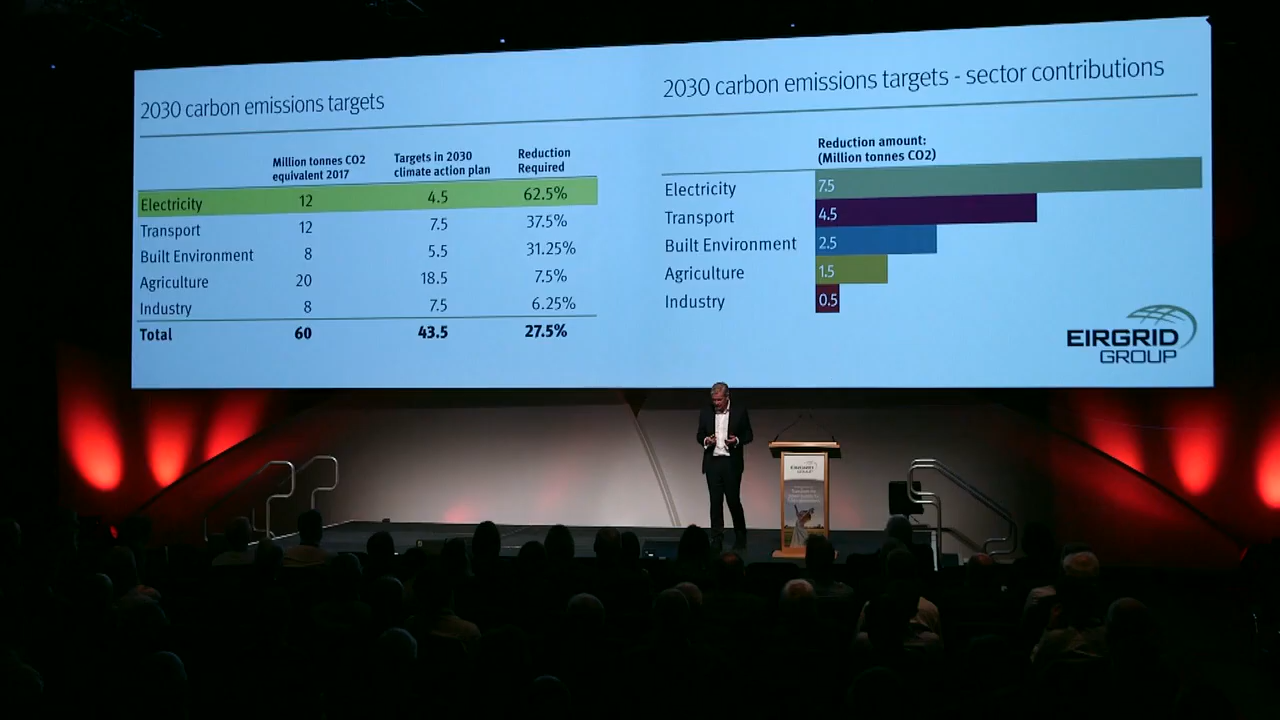 2030 carbon emissions targets
Million tonnes CO2 equivalent 2017 Targets in 2030 climate action plan Reduction Required
Electricity 12 4.5 62.5%
Transport 12 7.5 37.5%
Built Environment 8 5.5 31.25%
Agriculture 20 18.5 7.5%
Industry 8 7.5 6.25%
Total 60 43.5 27.5%
2030 carbon emissions targets - sector contributions
Reduction amount:
(Million tonnes CO2)
Electricity 7.5
Transport 4.5
Built Environment 2.5
Agriculture 1.5
Industry 0.5
EIRGRID
GROUP
EIRGRID
GROUP